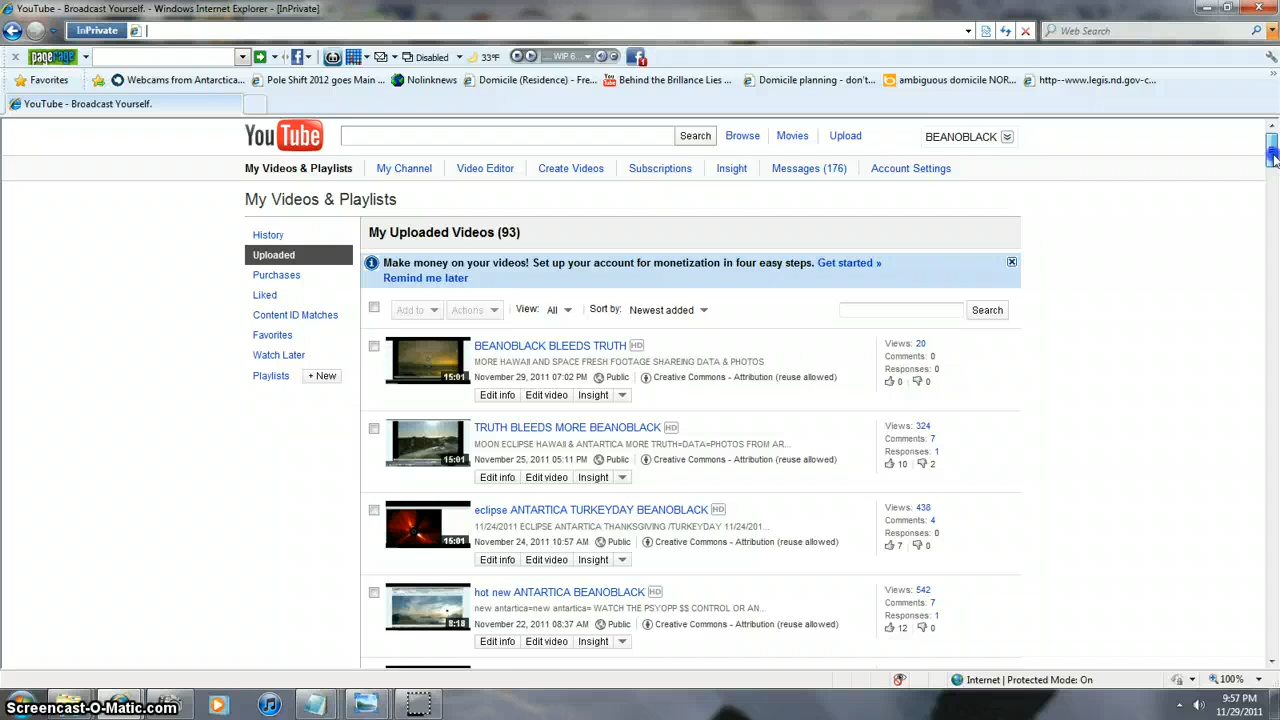 YouTube - Broadcast Yourself. - Windows Internet Explorer - [InPrivate]
InPrivate
Web Search
pagerage
Disabled
33°F
... WIP 6...
Favorites
Webcams from Antarctica...
Pole Shift 2012 goes Main ...
Nolinknews
Domicile (Residence) - Fre...
Behind the Brillance Lies ...
Domicile planning - don't...
ambiguous domicile NOR...
http--www.legis.nd.gov-c...
YouTube - Broadcast Yourself.
YouTube
Search
Browse
Movies
Upload
BEANOBLACK
My Videos & Playlists
My Channel
Video Editor
Create Videos
Subscriptions
Insight
Messages (176)
Account Settings
My Videos & Playlists
History
Uploaded
Purchases
Liked
Content ID Matches
Favorites
Watch Later
Playlists
+ New
My Uploaded Videos (93)
Make money on your videos! Set up your account for monetization in four easy steps. Get started »
Remind me later
Add to
Actions
View: All
Sort by: Newest added
Search
BEANOBLACK BLEEDS TRUTH HD
MORE HAWAII AND SPACE FRESH FOOTAGE SHAREING DATA & PHOTOS
November 29, 2011 07:02 PM Public Creative Commons - Attribution (reuse allowed)
Edit info Edit video Insight
15:01
Views: 20
Comments: 0
Responses: 0
0 0
TRUTH BLEEDS MORE BEANOBLACK HD
MOON ECLIPSE HAWAII & ANTARTICA MORE TRUTH=DATA=PHOTOS FROM AR...
November 25, 2011 05:11 PM Public Creative Commons - Attribution (reuse allowed)
Edit info Edit video Insight
15:01
Views: 324
Comments: 7
Responses: 1
10 2
eclipse ANTARTICA TURKEYDAY BEANOBLACK HD
11/24/2011 ECLIPSE ANTARTICA THANKSGIVING /TURKEYDAY 11/24/201...
November 24, 2011 10:57 AM Public Creative Commons - Attribution (reuse allowed)
Edit info Edit video Insight
15:01
Views: 438
Comments: 4
Responses: 0
7 0
hot new ANTARTICA BEANOBLACK HD
new antartica=new antartica= WATCH THE PSYOPP $$ CONTROL OR AN...
November 22, 2011 08:37 AM Public Creative Commons - Attribution (reuse allowed)
Edit info Edit video Insight
8:18
Views: 542
Comments: 7
Responses: 1
12 0
Internet | Protected Mode: On
100%
Screencast-O-Matic.com
9:57 PM
11/29/2011